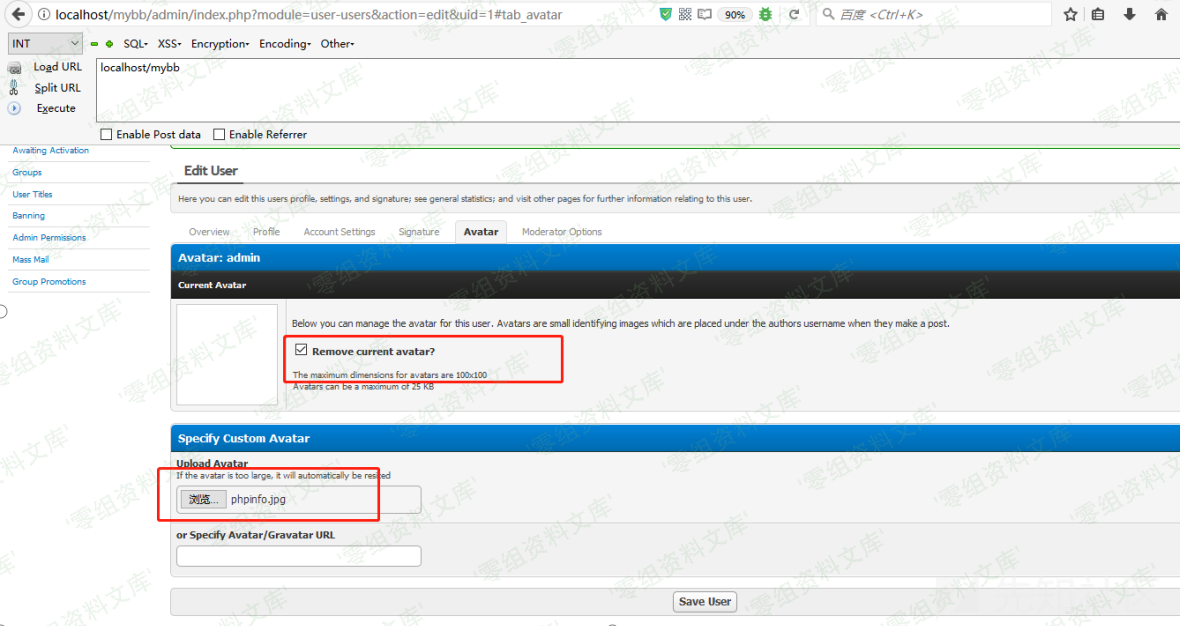 localhost/mybb/admin/index.php?module=user-users&action=edit&uid=1#tab_avatar
90%
百度 <Ctrl+K>
INT
SQL
XSS
Encryption
Encoding
Other
Load URL
localhost/mybb
Split URL
Execute
Enable Post data
Enable Referrer
Awaiting Activation
Groups
User Titles
Banning
Admin Permissions
Mass Mail
Group Promotions
Edit User
Here you can edit this users profile, settings, and signature; see general statistics; and visit other pages for further information relating to this user.
Overview
Profile
Account Settings
Signature
Avatar
Moderator Options
Avatar: admin
Current Avatar
Below you can manage the avatar for this user. Avatars are small identifying images which are placed under the authors username when they make a post.
Remove current avatar?
The maximum dimensions for avatars are 100x100
Avatars can be a maximum of 25 KB
Specify Custom Avatar
Upload Avatar
If the avatar is too large, it will automatically be resized
浏览... phpinfo.jpg
or Specify Avatar/Gravatar URL
Save User
零组资料文库